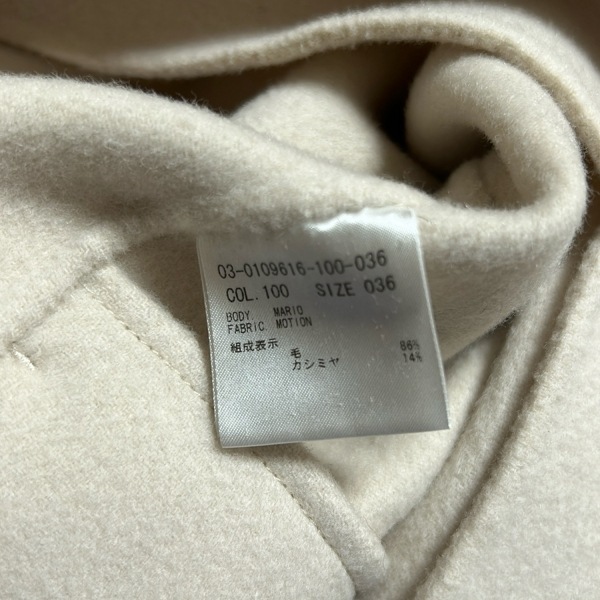 03-0109616-100-036
COL.100 SIZE 036
BODY. MARIO
FABRIC. MOTION
組成表示
毛 86%
カシミヤ 14%